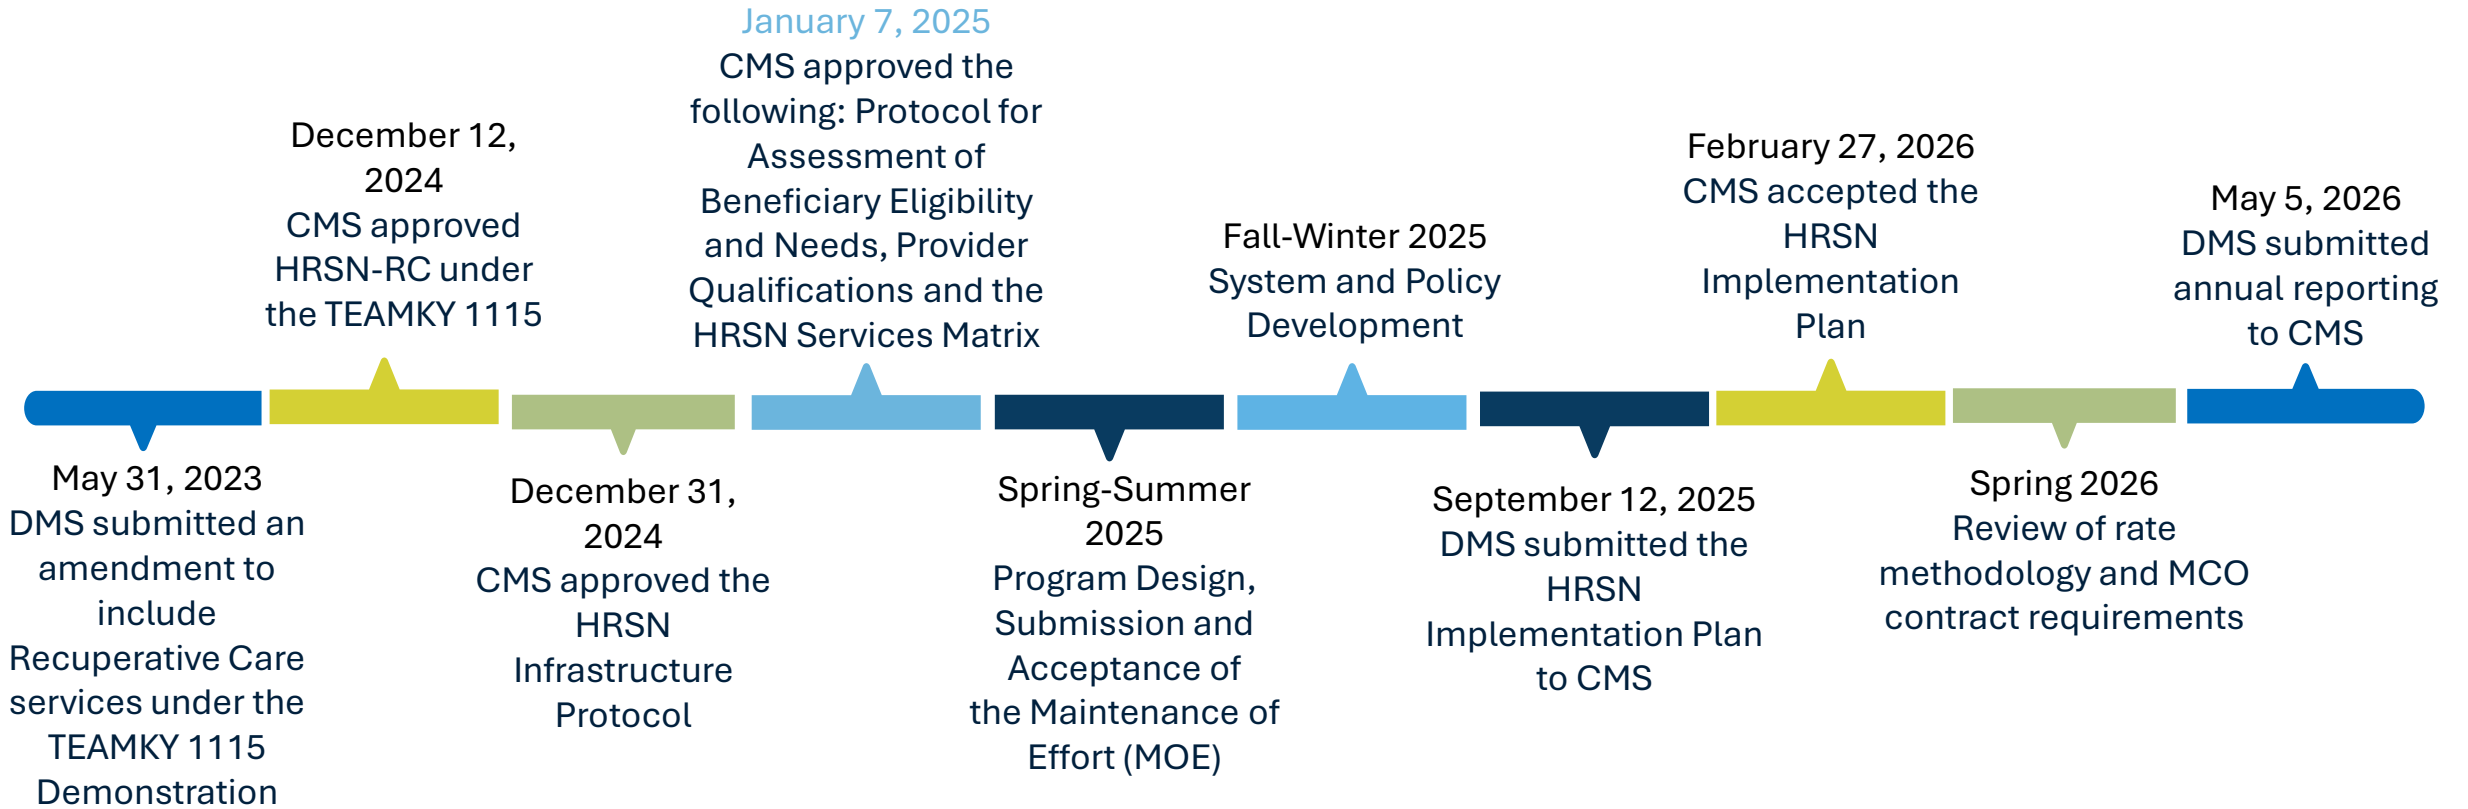 May 31, 2023
DMS submitted an
amendment to
include
Recuperative Care
services under the
TEAMKY 1115
Demonstration
December 12,
2024
CMS approved
HRSN-RC under
the TEAMKY 1115
December 31,
2024
CMS approved the
HRSN
Infrastructure
Protocol
January 7, 2025
CMS approved the
following: Protocol for
Assessment of
Beneficiary Eligibility
and Needs, Provider
Qualifications and the
HRSN Services Matrix
Spring-Summer
2025
Program Design,
Submission and
Acceptance of
the Maintenance of
Effort (MOE)
Fall-Winter 2025
System and Policy
Development
September 12, 2025
DMS submitted the
HRSN
Implementation Plan
to CMS
February 27, 2026
CMS accepted the
HRSN
Implementation
Plan
Spring 2026
Review of rate
methodology and MCO
contract requirements
May 5, 2026
DMS submitted
annual reporting
to CMS